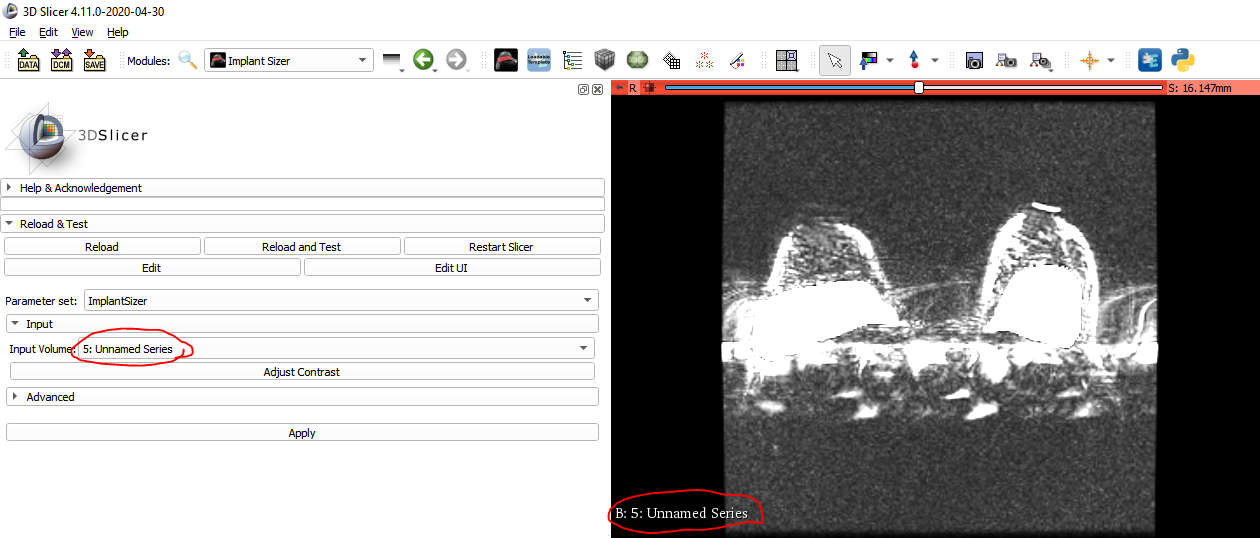 3D Slicer 4.11.0-2020-04-30
File Edit View Help
DATA DCM SAVE Modules: Implant Sizer Loadable Template
R S: 16.147mm
3DSlicer
Help & Acknowledgement
Reload & Test
Reload Reload and Test Restart Slicer
Edit Edit UI
Parameter set: ImplantSizer
Input
Input Volume: 5: Unnamed Series
Adjust Contrast
Advanced
Apply
B: 5: Unnamed Series